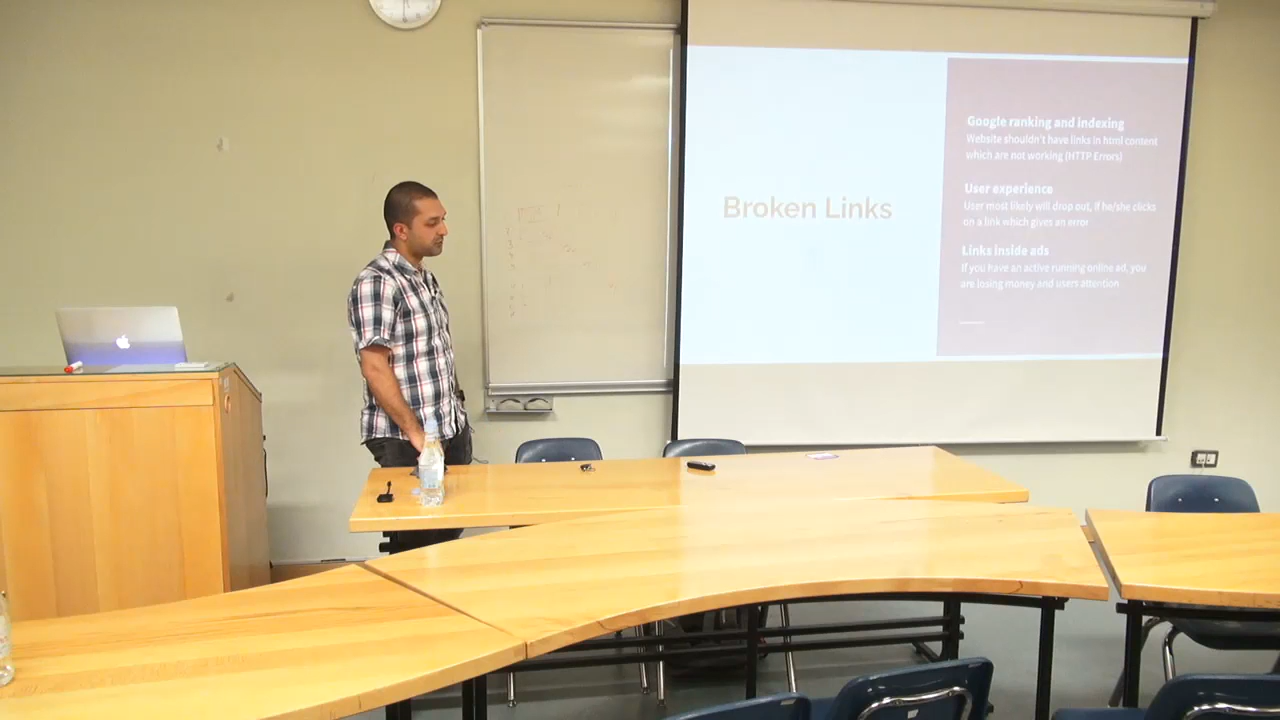 Broken Links
Google ranking and indexing
Website shouldn't have links in html content
which are not working (HTTP Errors)
User experience
User most likely will drop out, if he/she clicks
on a link which gives an error
Links inside ads
If you have an active running online ad, you
are losing money and users attention